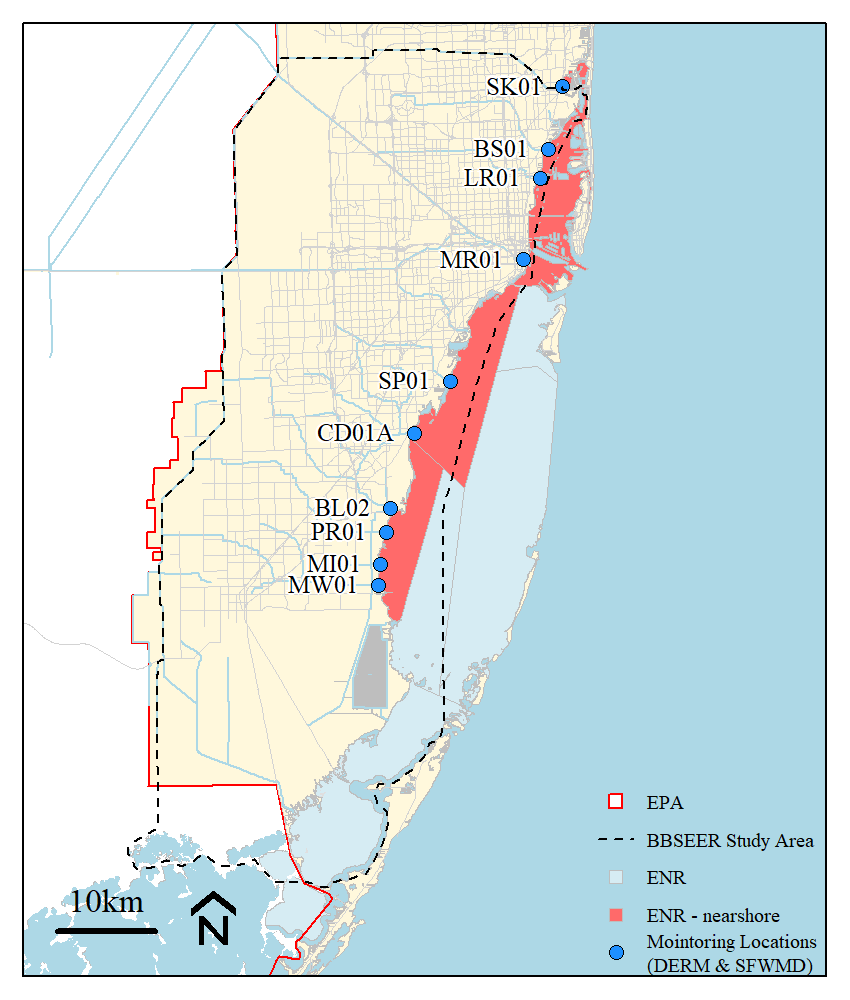 SK01
BS01
LR01
MR01
SP01
CD01A
BL02
PR01
MI01
MW01
EPA
BBSEER Study Area
ENR
ENR - nearshore
Mointoring Locations
(DERM & SFWMD)
10km
N